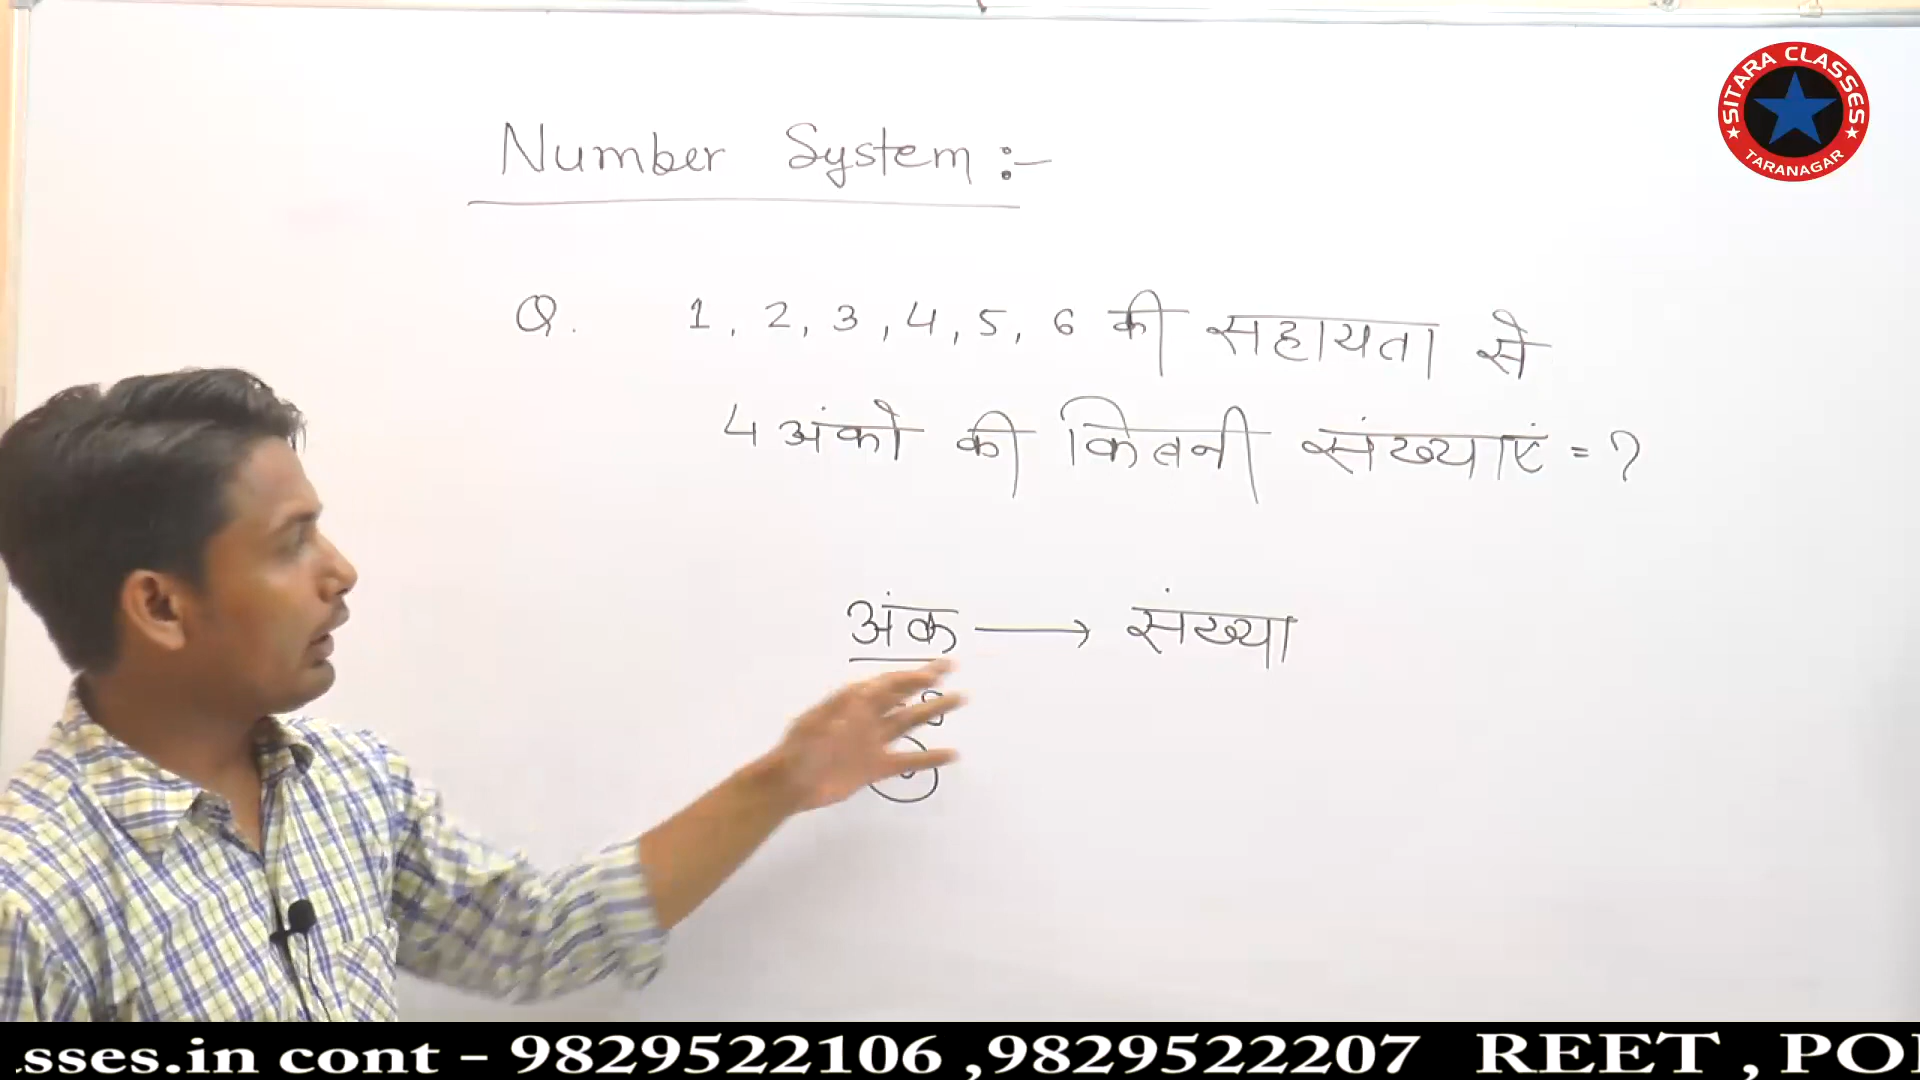 Number System :-
SITARA CLASSES
TARANAGAR
Q. 1, 2, 3, 4, 5, 6 की सहायता से
4 अंको की कितनी संख्याएं = ?
अंक → संख्या
sses.in cont - 9829522106 ,9829522207 REET , PO